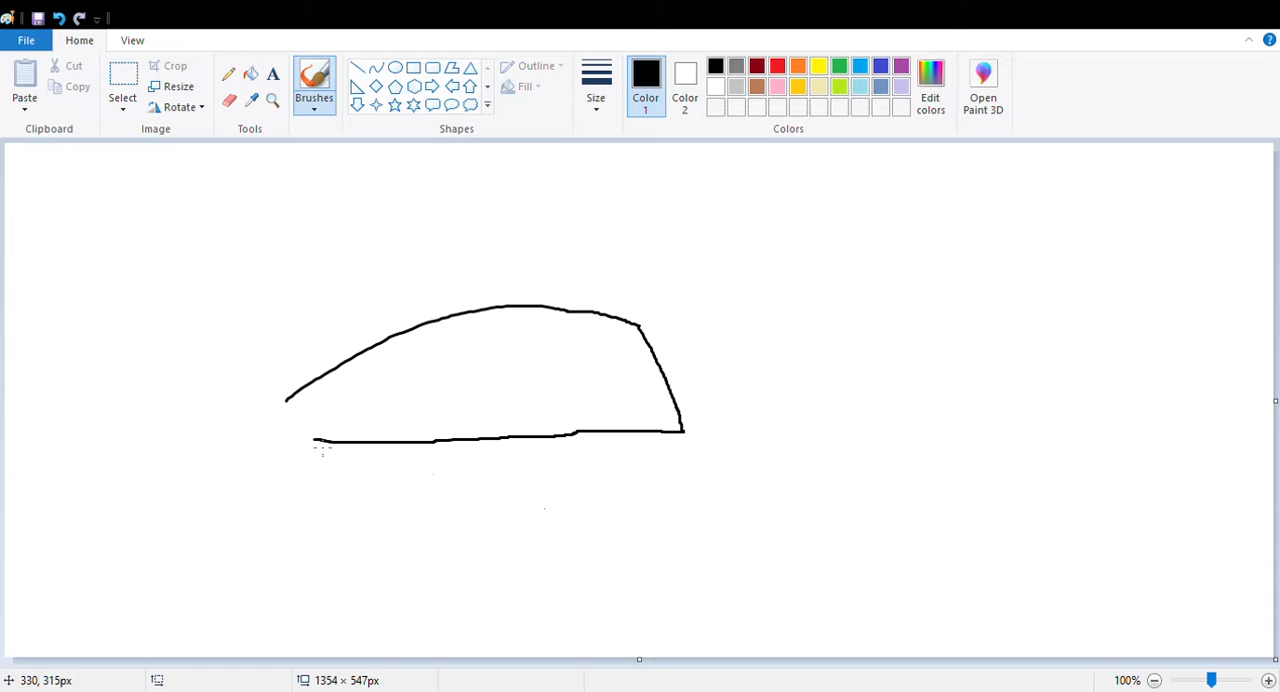 File Home View
Paste Cut Copy Select Crop Resize Rotate A Brushes Outline Fill Size Color 1 Color 2 Edit colors Open Paint 3D ?
Clipboard Image Tools Shapes Colors
330, 315px 1354 × 547px 100%